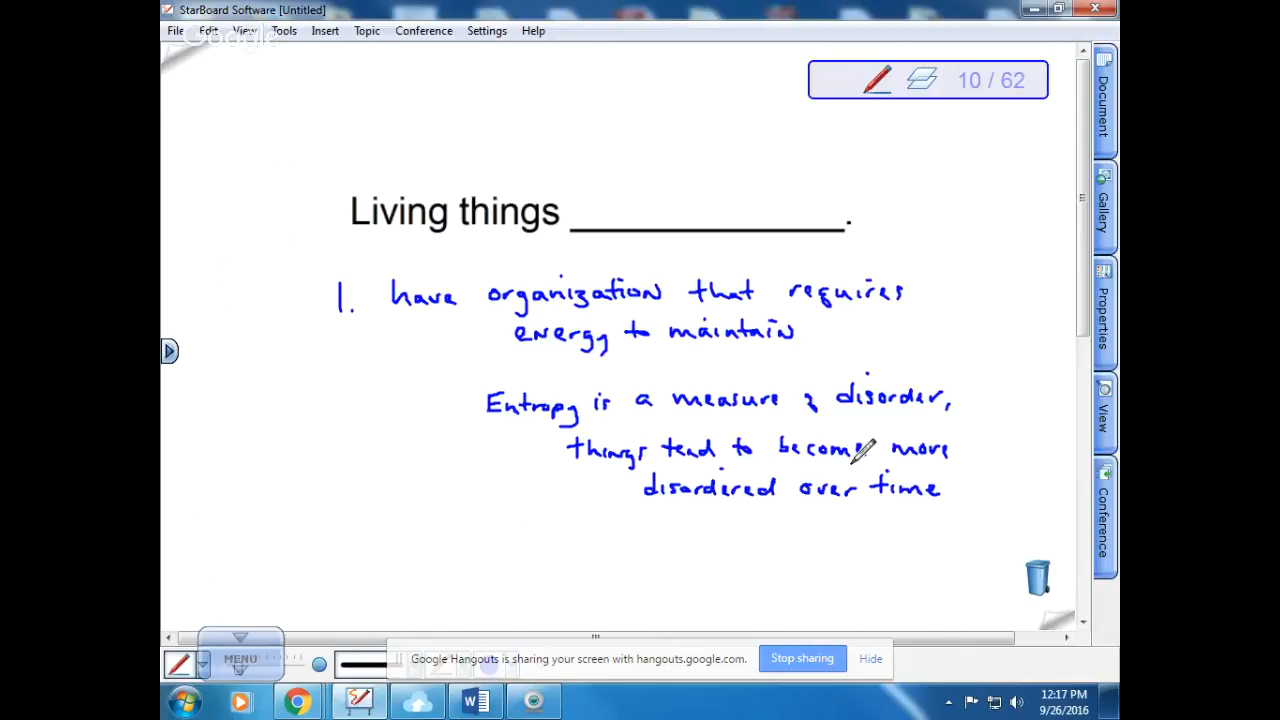 StarBoard Software [Untitled]
File Edit View Tools Insert Topic Conference Settings Help
Google
10 / 62
Document
Gallery
Properties
View
Conference
Living things ______________.
1. have organization that requires
energy to maintain
Entropy is a measure of disorder,
things tend to become more
disordered over time
MENU
Google Hangouts is sharing your screen with hangouts.google.com.
Stop sharing
Hide
12:17 PM
9/26/2016